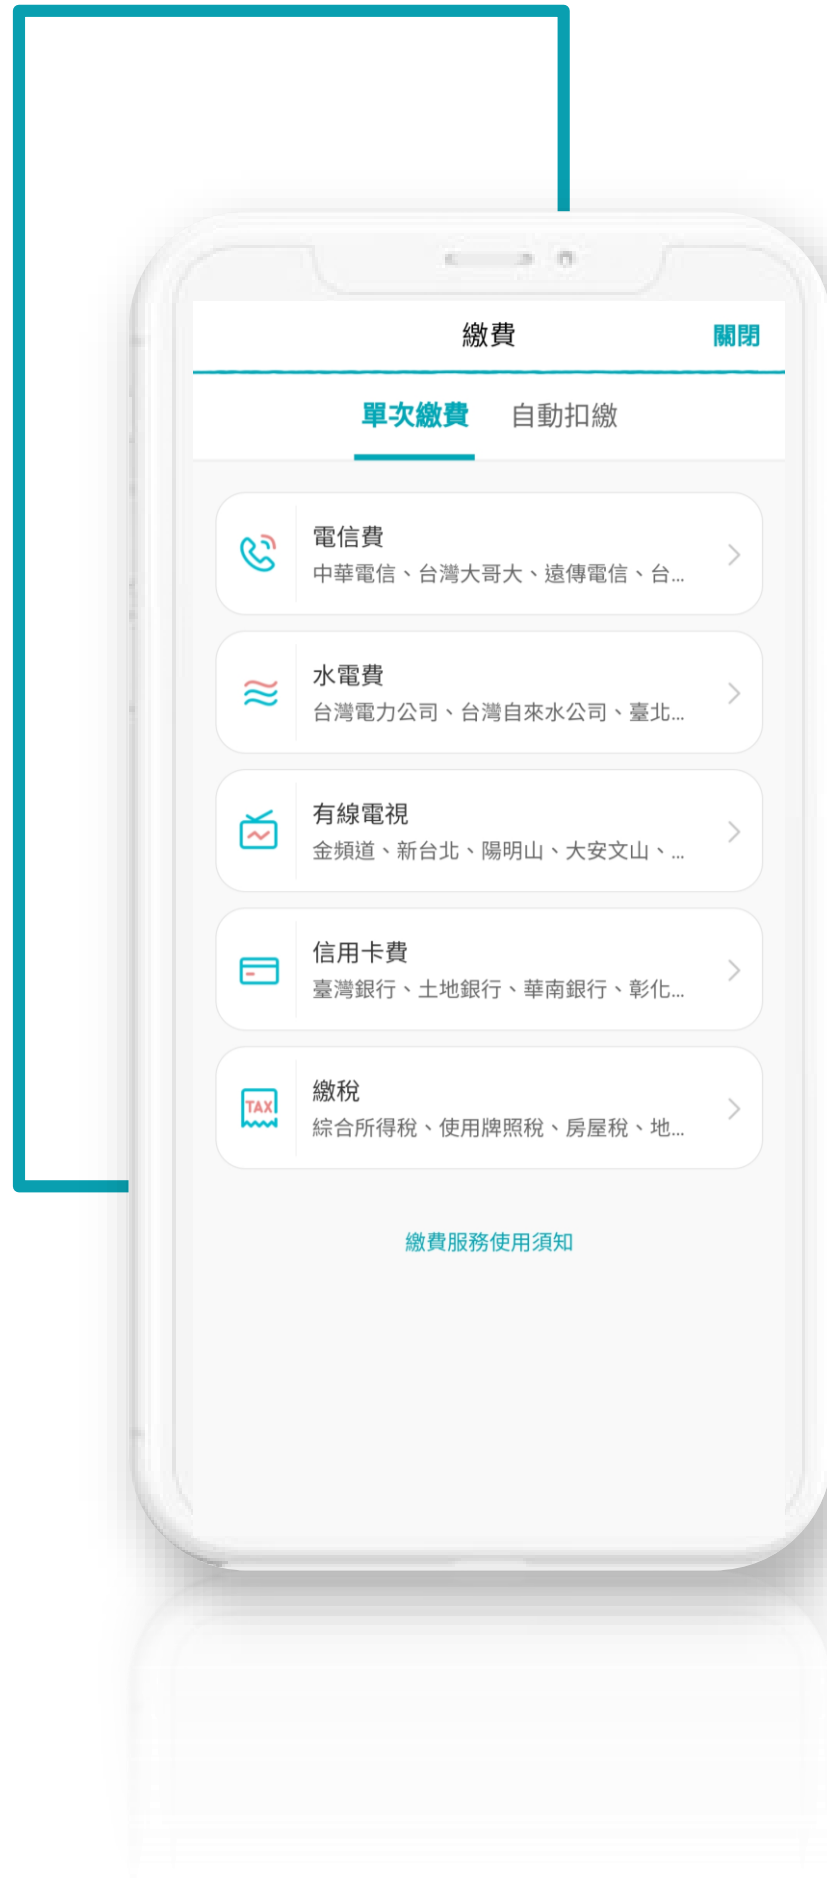 繳費
關閉
單次繳費
自動扣繳
電信費
中華電信、台灣大哥大、遠傳電信、台...
水電費
台灣電力公司、台灣自來水公司、臺北...
有線電視
金頻道、新台北、陽明山、大安文山、...
信用卡費
臺灣銀行、土地銀行、華南銀行、彰化...
TAX
繳稅
綜合所得稅、使用牌照稅、房屋稅、地...
繳費服務使用須知